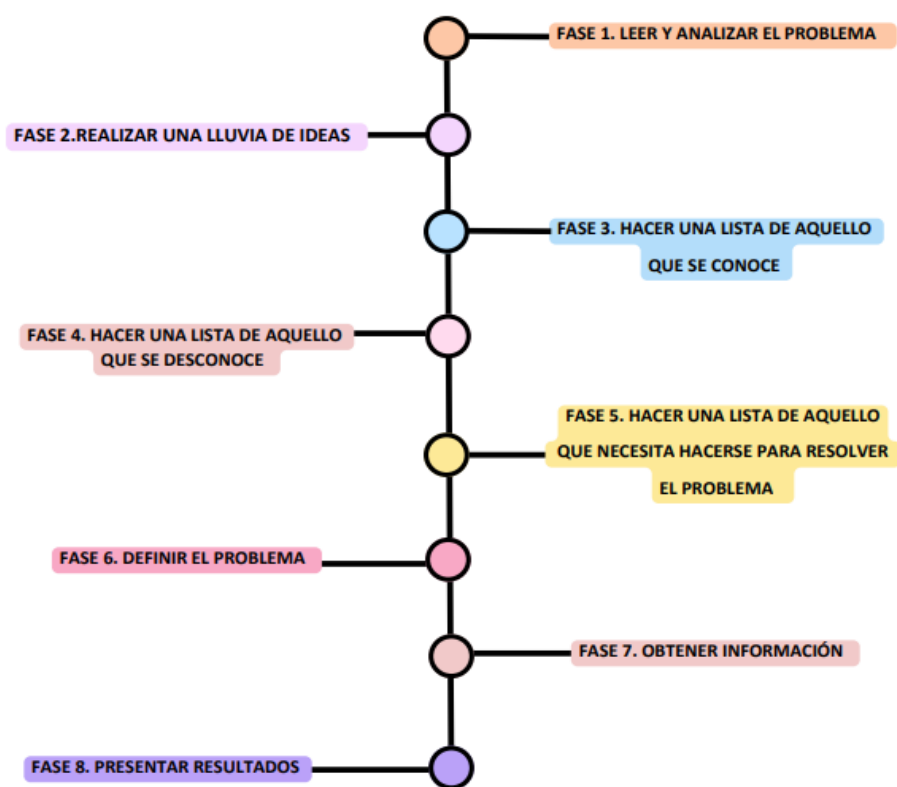 FASE 1. LEER Y ANALIZAR EL PROBLEMA
FASE 2.REALIZAR UNA LLUVIA DE IDEAS
FASE 3. HACER UNA LISTA DE AQUELLO
QUE SE CONOCE
FASE 4. HACER UNA LISTA DE AQUELLO
QUE SE DESCONOCE
FASE 5. HACER UNA LISTA DE AQUELLO
QUE NECESITA HACERSE PARA RESOLVER
EL PROBLEMA
FASE 6. DEFINIR EL PROBLEMA
FASE 7. OBTENER INFORMACIÓN
FASE 8. PRESENTAR RESULTADOS